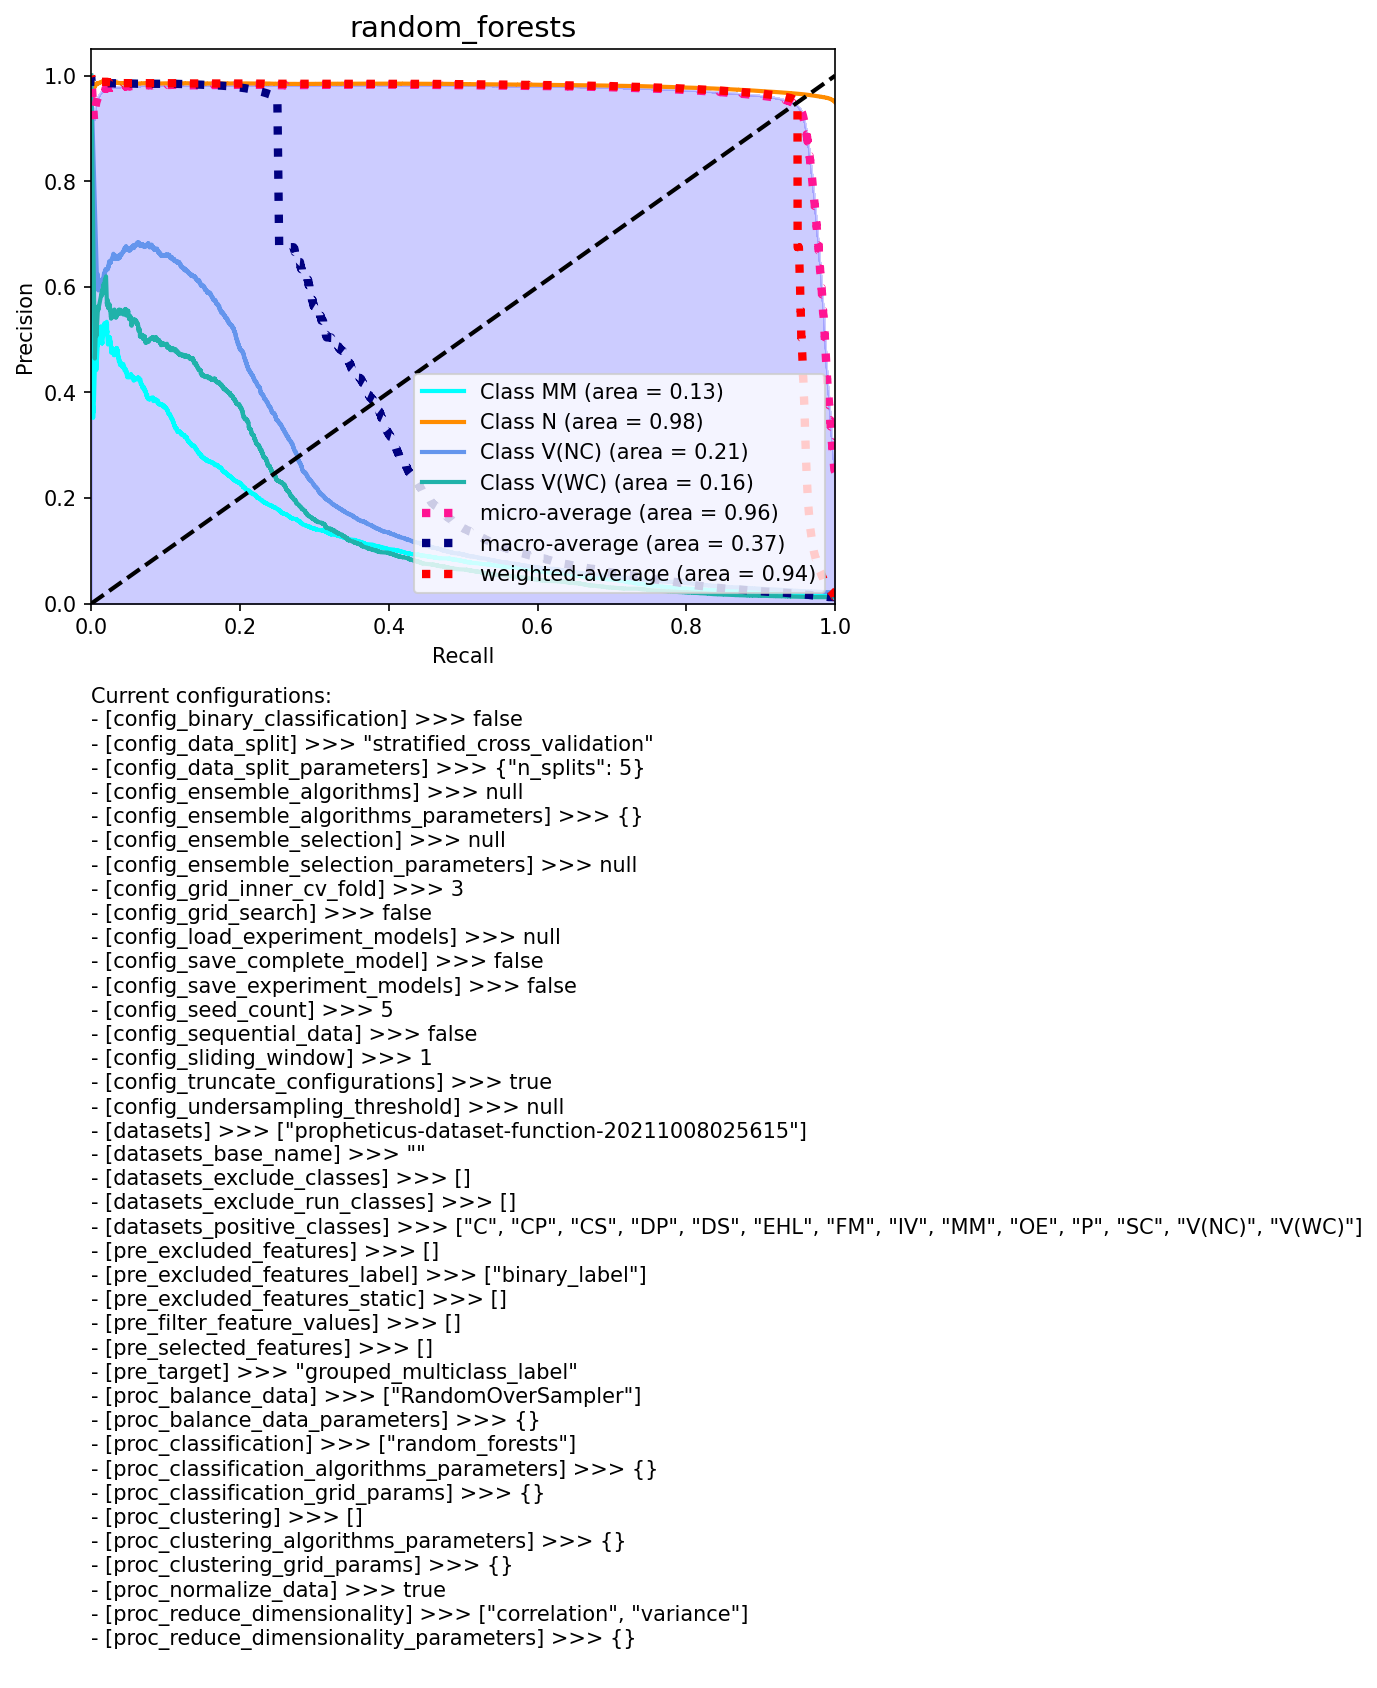 random_forests
1.0
0.8
0.6
0.4
0.2
0.0
Precision
Class MM (area = 0.13)
Class N (area = 0.98)
Class V(NC) (area = 0.21)
Class V(WC) (area = 0.16)
micro-average (area = 0.96)
macro-average (area = 0.37)
weighted-average (area = 0.94)
0.0 0.2 0.4 0.6 0.8 1.0
Recall
Current configurations:
- [config_binary_classification] >>> false
- [config_data_split] >>> "stratified_cross_validation"
- [config_data_split_parameters] >>> {"n_splits": 5}
- [config_ensemble_algorithms] >>> null
- [config_ensemble_algorithms_parameters] >>> {}
- [config_ensemble_selection] >>> null
- [config_ensemble_selection_parameters] >>> null
- [config_grid_inner_cv_fold] >>> 3
- [config_grid_search] >>> false
- [config_load_experiment_models] >>> null
- [config_save_complete_model] >>> false
- [config_save_experiment_models] >>> false
- [config_seed_count] >>> 5
- [config_sequential_data] >>> false
- [config_sliding_window] >>> 1
- [config_truncate_configurations] >>> true
- [config_undersampling_threshold] >>> null
- [datasets] >>> ["propheticus-dataset-function-20211008025615"]
- [datasets_base_name] >>> ""
- [datasets_exclude_classes] >>> []
- [datasets_exclude_run_classes] >>> []
- [datasets_positive_classes] >>> ["C", "CP", "CS", "DP", "DS", "EHL", "FM", "IV", "MM", "OE", "P", "SC", "V(NC)", "V(WC)"]
- [pre_excluded_features] >>> []
- [pre_excluded_features_label] >>> ["binary_label"]
- [pre_excluded_features_static] >>> []
- [pre_filter_feature_values] >>> []
- [pre_selected_features] >>> []
- [pre_target] >>> "grouped_multiclass_label"
- [proc_balance_data] >>> ["RandomOverSampler"]
- [proc_balance_data_parameters] >>> {}
- [proc_classification] >>> ["random_forests"]
- [proc_classification_algorithms_parameters] >>> {}
- [proc_classification_grid_params] >>> {}
- [proc_clustering] >>> []
- [proc_clustering_algorithms_parameters] >>> {}
- [proc_clustering_grid_params] >>> {}
- [proc_normalize_data] >>> true
- [proc_reduce_dimensionality] >>> ["correlation", "variance"]
- [proc_reduce_dimensionality_parameters] >>> {}